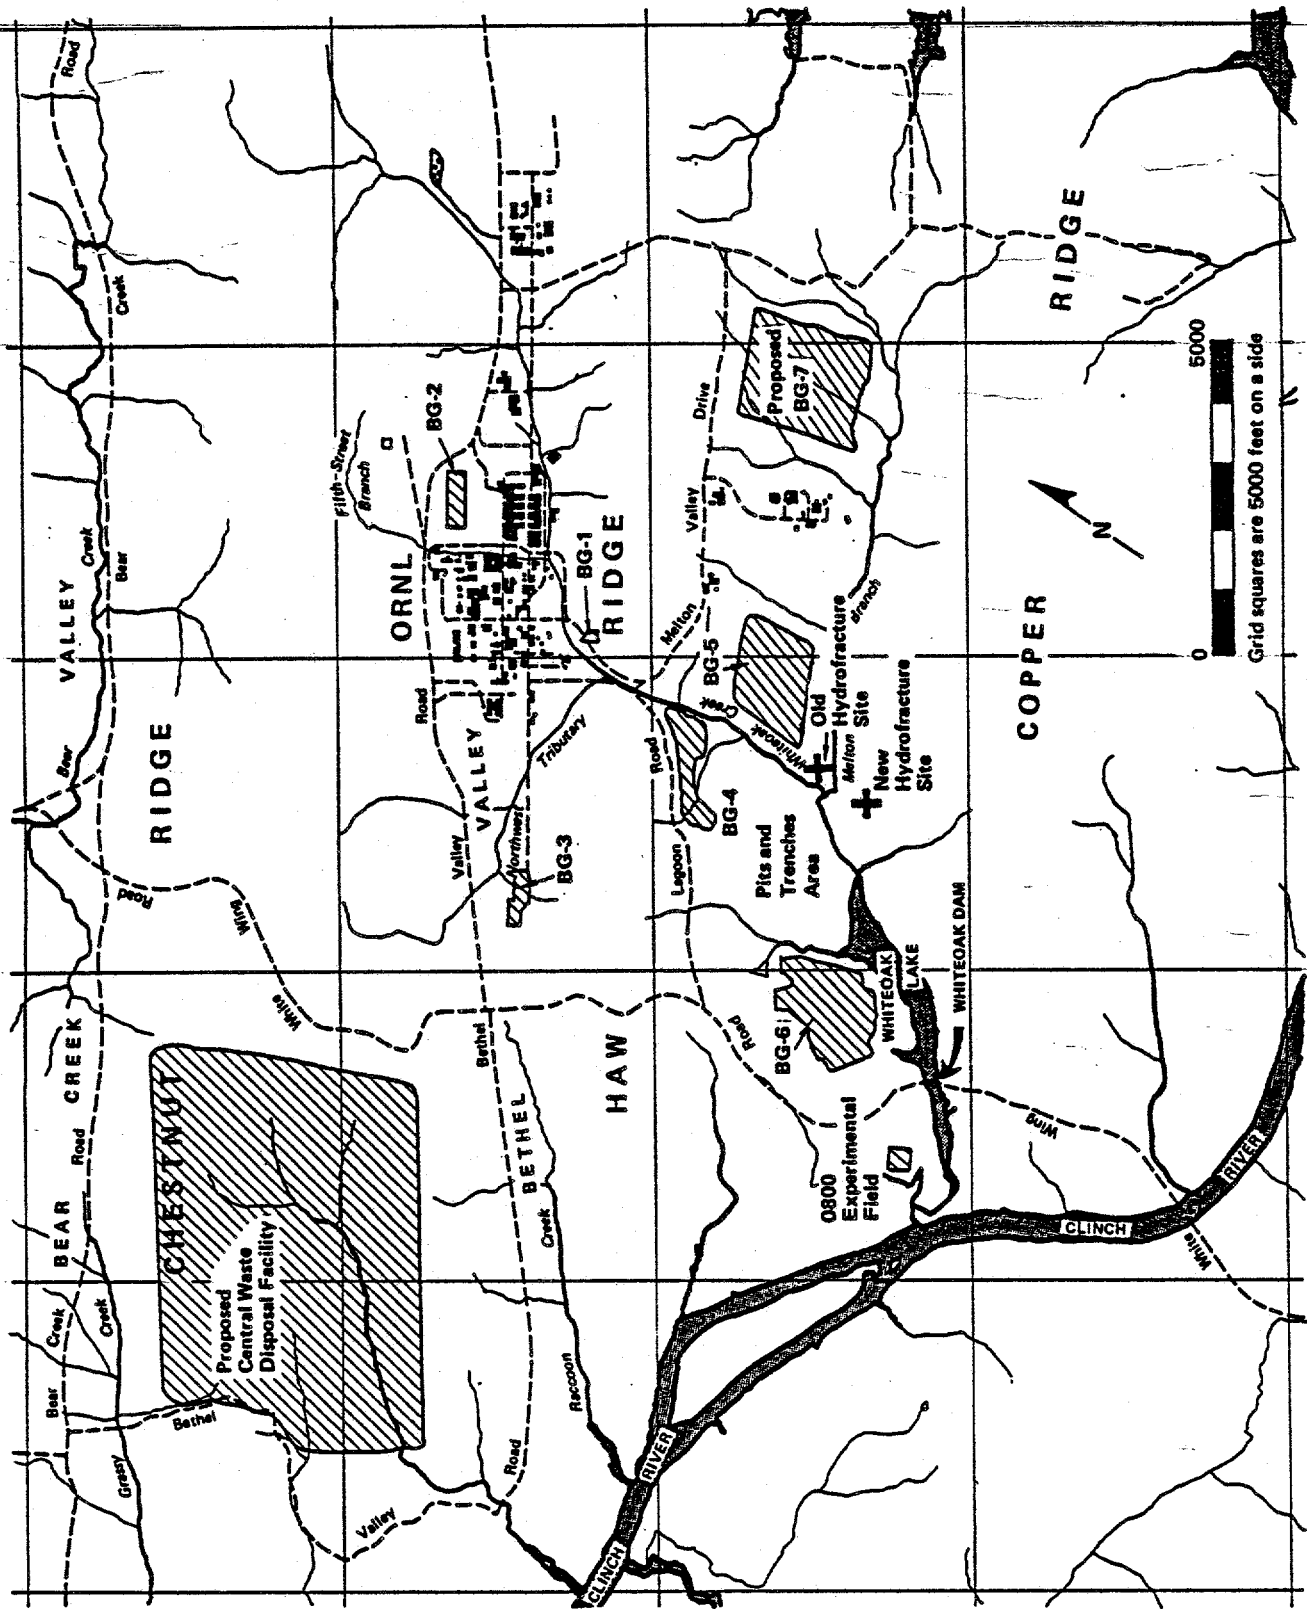 Road
Creek
VALLEY
Creek
Bear
Bear
RIDGE
Road
Wing
White
CREEK
Road
BEAR
CHESTNUT
Proposed
Central Waste
Disposal Facility
Creek
Creek
Bear
Bethel
Grassy
Valley
Fifth-Street
Branch
BG-2
ORNL
Road
VALLEY
Valley
Northwest
Tributary
BG-3
BG-1
RIDGE
Bethel
BETHEL
Creek
Raccoon
Road
HAW
Drive
Valley
Melton
Proposed
BG-7
BG-5
Creek
Whiteoak
Road
Lagoon
BG-4
Pits and
Trenches
Area
Old
Hydrofracture
Site
Melton
Branch
New
Hydrofracture
Site
BG-6
Road
WHITEOAK
LAKE
WHITEOAK DAM
0800
Experimental
Field
Wing
White
CLINCH
RIVER
RIVER
CLINCH
COPPER
RIDGE
N
0
5000
Grid squares are 5000 feet on a side